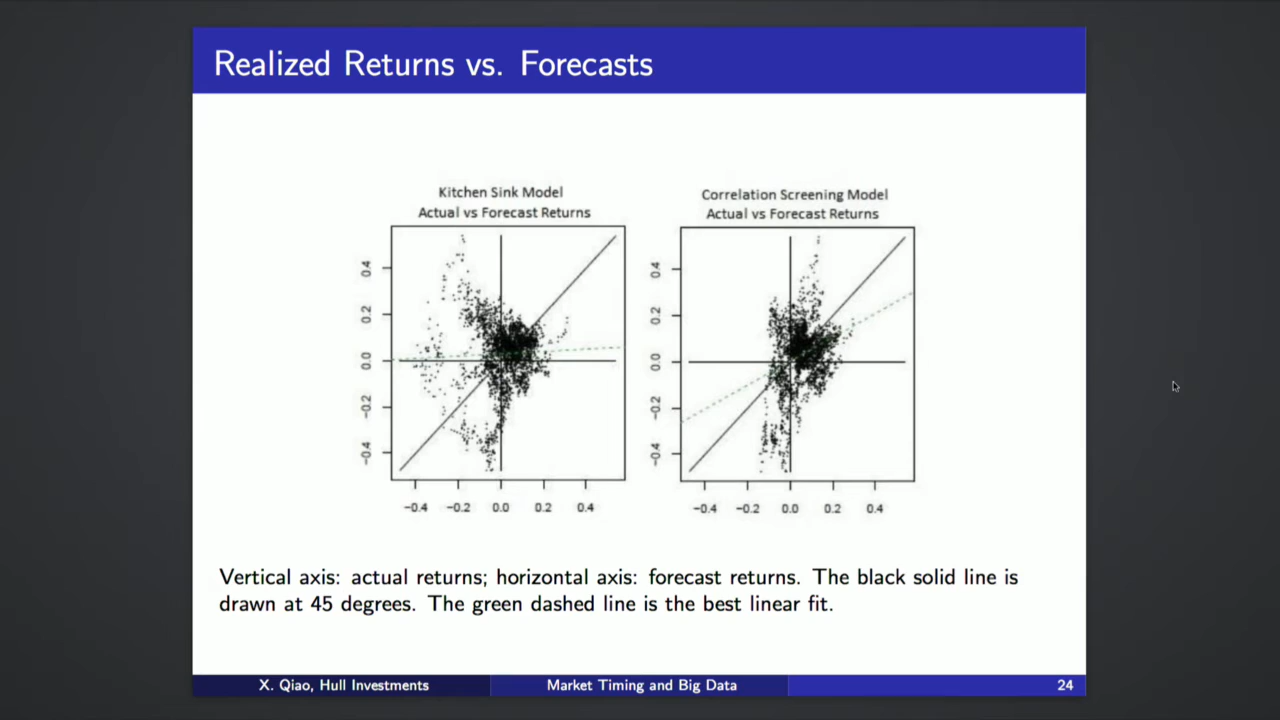 Realized Returns vs. Forecasts
Kitchen Sink Model
Actual vs Forecast Returns
0.4
0.2
0.0
−0.2
−0.4
−0.4 −0.2 0.0 0.2 0.4
Correlation Screening Model
Actual vs Forecast Returns
0.4
0.2
0.0
−0.2
−0.4
−0.4 −0.2 0.0 0.2 0.4
Vertical axis: actual returns; horizontal axis: forecast returns. The black solid line is
drawn at 45 degrees. The green dashed line is the best linear fit.
X. Qiao, Hull Investments Market Timing and Big Data 24